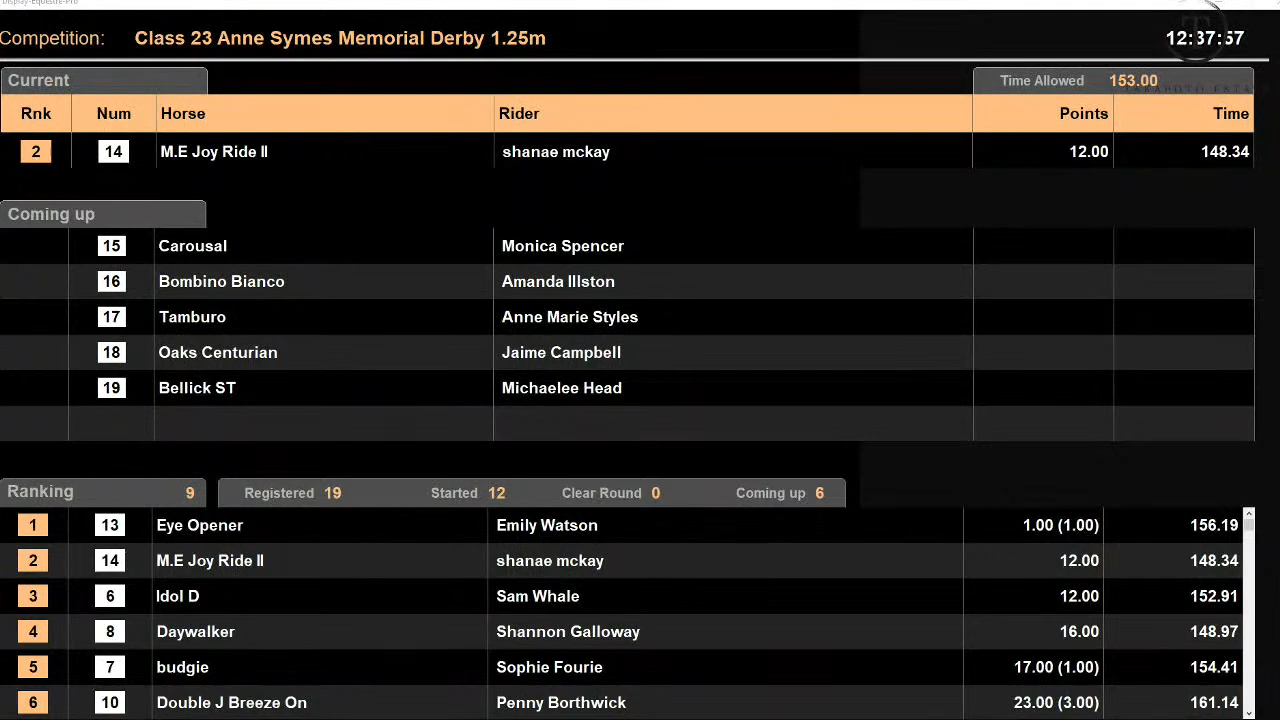 Display-Equestre-Pro
Competition: Class 23 Anne Symes Memorial Derby 1.25m 12:37:57
Current Time Allowed 153.00
Rnk Num Horse Rider Points Time
2 14 M.E Joy Ride II shanae mckay 12.00 148.34
Coming up
15 Carousal Monica Spencer
16 Bombino Bianco Amanda Illston
17 Tamburo Anne Marie Styles
18 Oaks Centurian Jaime Campbell
19 Bellick ST Michaelee Head
Ranking 9 Registered 19 Started 12 Clear Round 0 Coming up 6
1 13 Eye Opener Emily Watson 1.00 (1.00) 156.19
2 14 M.E Joy Ride II shanae mckay 12.00 148.34
3 6 Idol D Sam Whale 12.00 152.91
4 8 Daywalker Shannon Galloway 16.00 148.97
5 7 budgie Sophie Fourie 17.00 (1.00) 154.41
6 10 Double J Breeze On Penny Borthwick 23.00 (3.00) 161.14